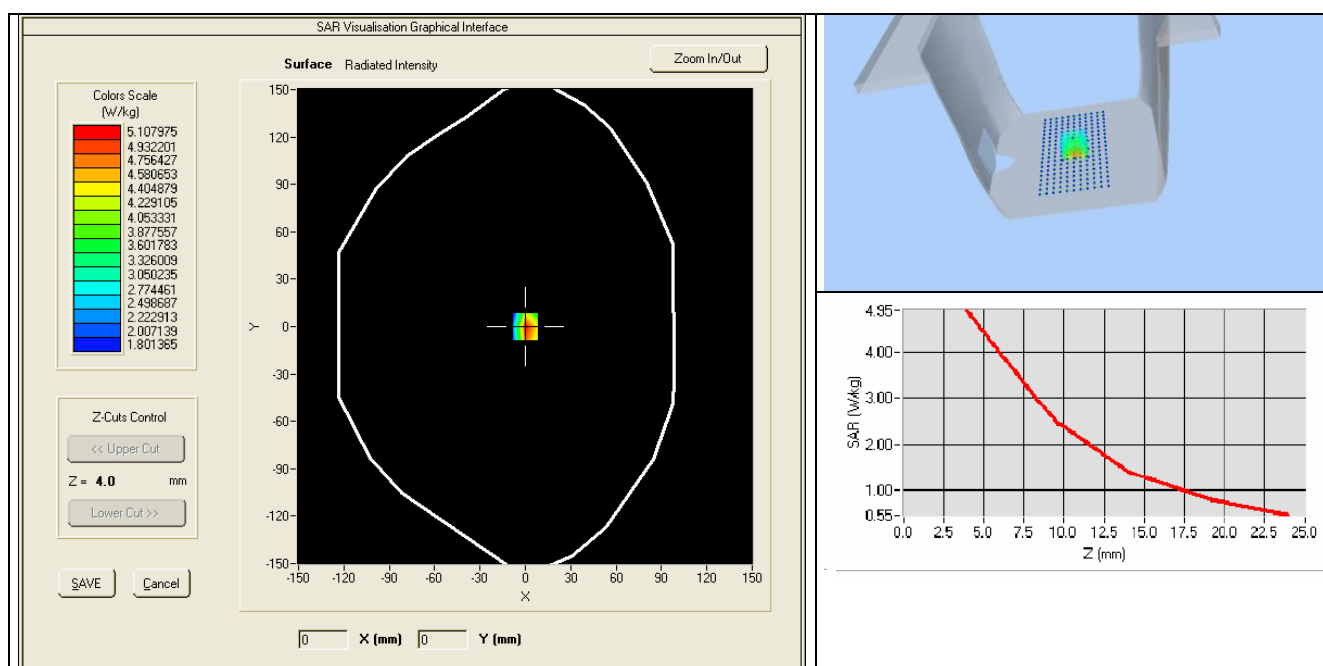 SAR Visualisation Graphical Interface
Surface Radiated Intensity
Zoom In/Out
Colors Scale
(W/kg)
5.107975
4.932201
4.756427
4.580653
4.404879
4.229105
4.053331
3.877557
3.601783
3.326009
3.050235
2.774461
2.498687
2.222913
2.007139
1.801365
Z-Cuts Control
<< Upper Cut
Z = 4.0 mm
Lower Cut >>
SAVE
Cancel
150
120
90
60
30
0
-30
-60
-90
-120
-150
Y
-150 -120 -90 -60 -30 0 30 60 90 120 150
X
0 X (mm) 0 Y (mm)
4.95
4.00
3.00
2.00
1.00
0.55
SAR (W/kg)
0.0 2.5 5.0 7.5 10.0 12.5 15.0 17.5 20.0 22.5 25.0
Z (mm)